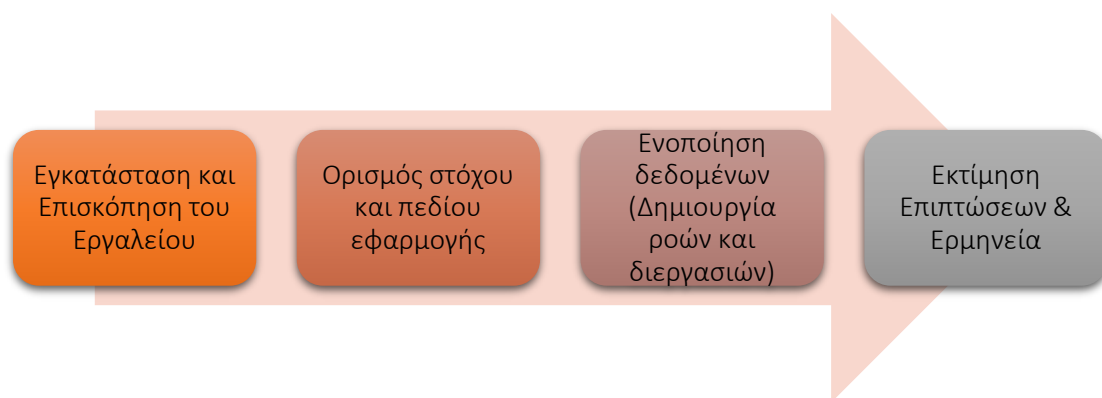 Εγκατάσταση και
Επισκόπηση του
Εργαλείου
Ορισμός στόχου
και πεδίου
εφαρμογής
Ενοποίηση
δεδομένων
(Δημιουργία
ροών και
διεργασιών)
Εκτίμηση
Επιπτώσεων &
Ερμηνεία